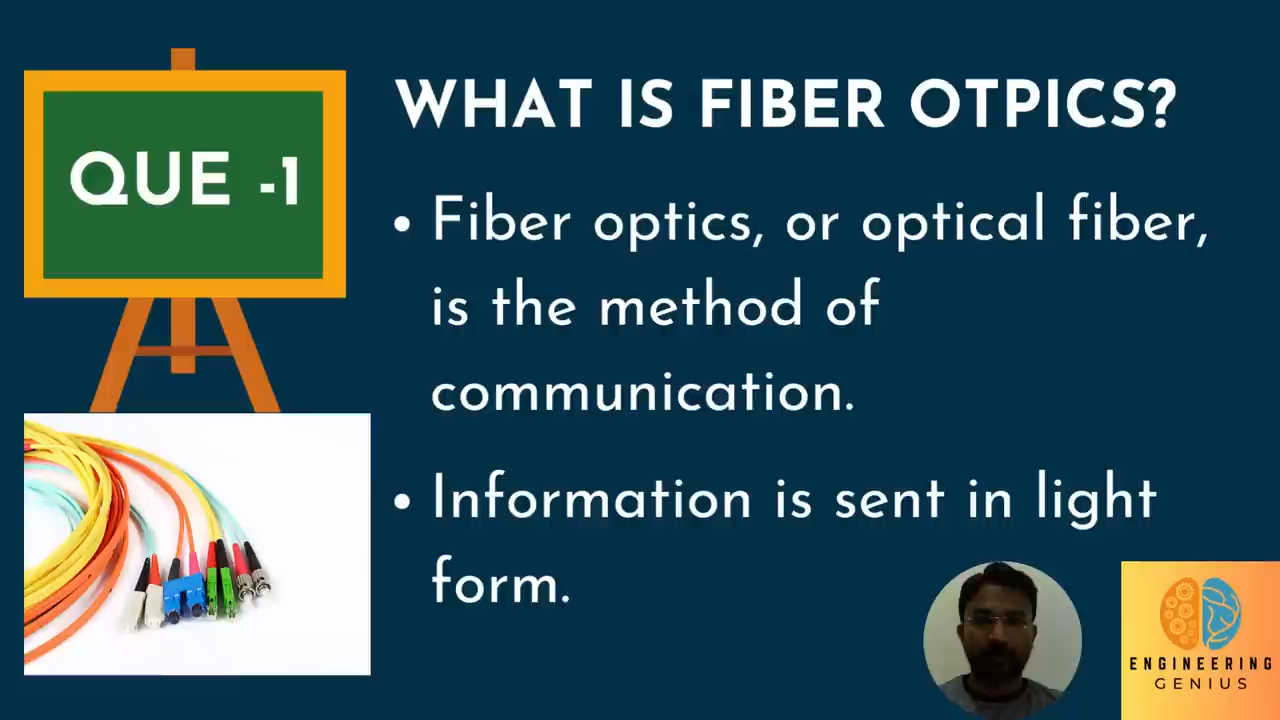 QUE -1
WHAT IS FIBER OTPICS?
• Fiber optics, or optical fiber,
is the method of
communication.
• Information is sent in light
form.
ENGINEERING
GENIUS